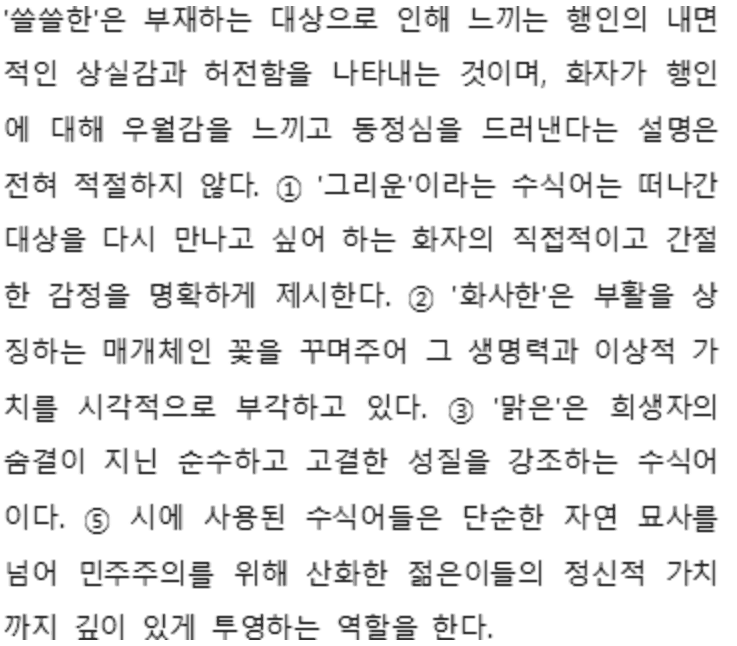 '쓸쓸한'은 부재하는 대상으로 인해 느끼는 행인의 내면
적인 상실감과 허전함을 나타내는 것이며, 화자가 행인
에 대해 우월감을 느끼고 동정심을 드러낸다는 설명은
전혀 적절하지 않다. ① '그리운'이라는 수식어는 떠나간
대상을 다시 만나고 싶어 하는 화자의 직접적이고 간절
한 감정을 명확하게 제시한다. ② '화사한'은 부활을 상
징하는 매개체인 꽃을 꾸며주어 그 생명력과 이상적 가
치를 시각적으로 부각하고 있다. ③ '맑은'은 희생자의
숨결이 지닌 순수하고 고결한 성질을 강조하는 수식어
이다. ⑤ 시에 사용된 수식어들은 단순한 자연 묘사를
넘어 민주주의를 위해 산화한 젊은이들의 정신적 가치
까지 깊이 있게 투영하는 역할을 한다.